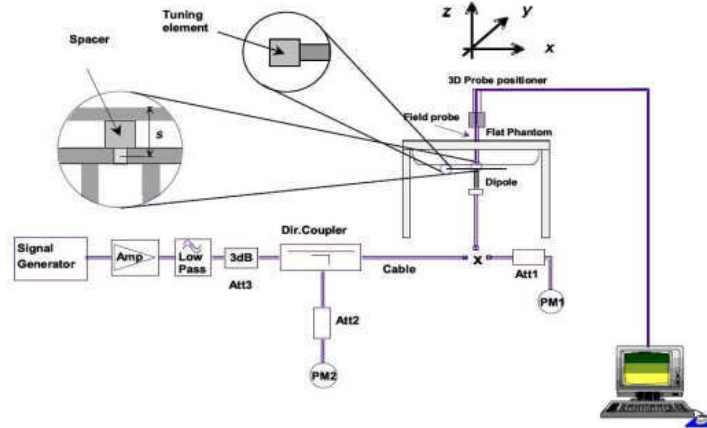 Tuning
element
Spacer
z
y
x
3D Probe positioner
Field probe
Flat Phantom
s
Dipole
Dir.Coupler
Signal
Generator
Amp
Low
Pass
3dB
Att3
Cable
x
Att1
PM1
Att2
PM2